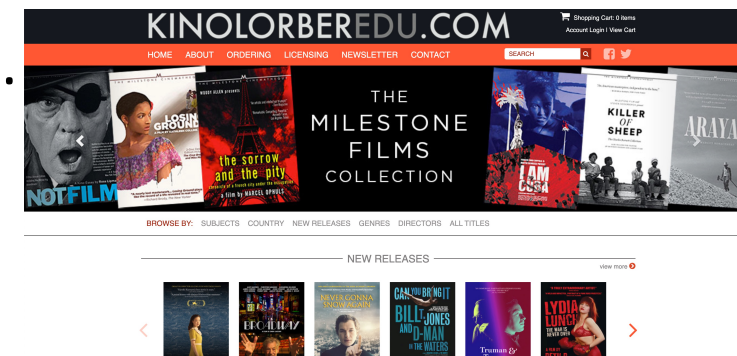 KINOLORBEREDU.COM
Shopping Cart: 0 items
Account Login | View Cart
HOME ABOUT ORDERING LICENSING NEWSLETTER CONTACT
SEARCH
NOTFILM
LOSING
GROUND
WOODY ALLEN presents
the sorrow
and the pity
a film by MARCEL OPHULS
THE
MILESTONE
FILMS
COLLECTION
I AM
CUBA
KILLER
OF
SHEEP
ARAYA
BROWSE BY: SUBJECTS COUNTRY NEW RELEASES GENRES DIRECTORS ALL TITLES
NEW RELEASES
view more
BROADWAY
NEVER GONNA
SNOW AGAIN
CAN YOU BRING IT
BILL T. JONES
AND D-MAN
IN THE WATERS
Truman &
LYDIA
LUNCH
THE WAR IS
NEVER OVER